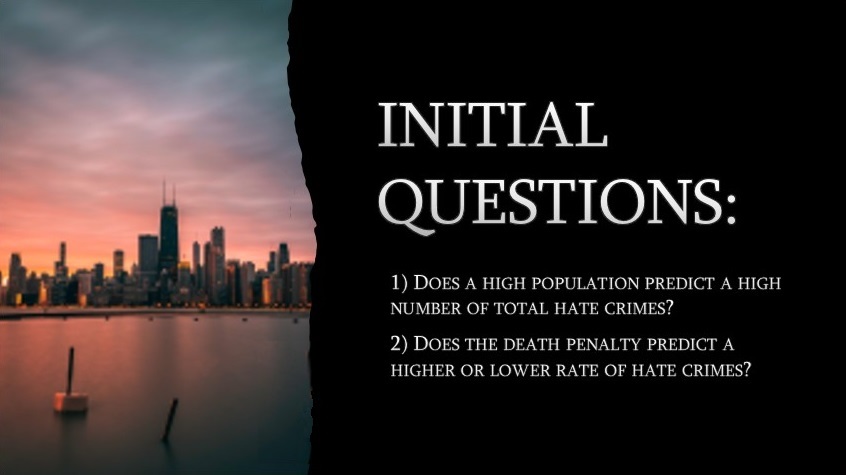 INITIAL
QUESTIONS:
1) DOES A HIGH POPULATION PREDICT A HIGH
NUMBER OF TOTAL HATE CRIMES?
2) DOES THE DEATH PENALTY PREDICT A
HIGHER OR LOWER RATE OF HATE CRIMES?